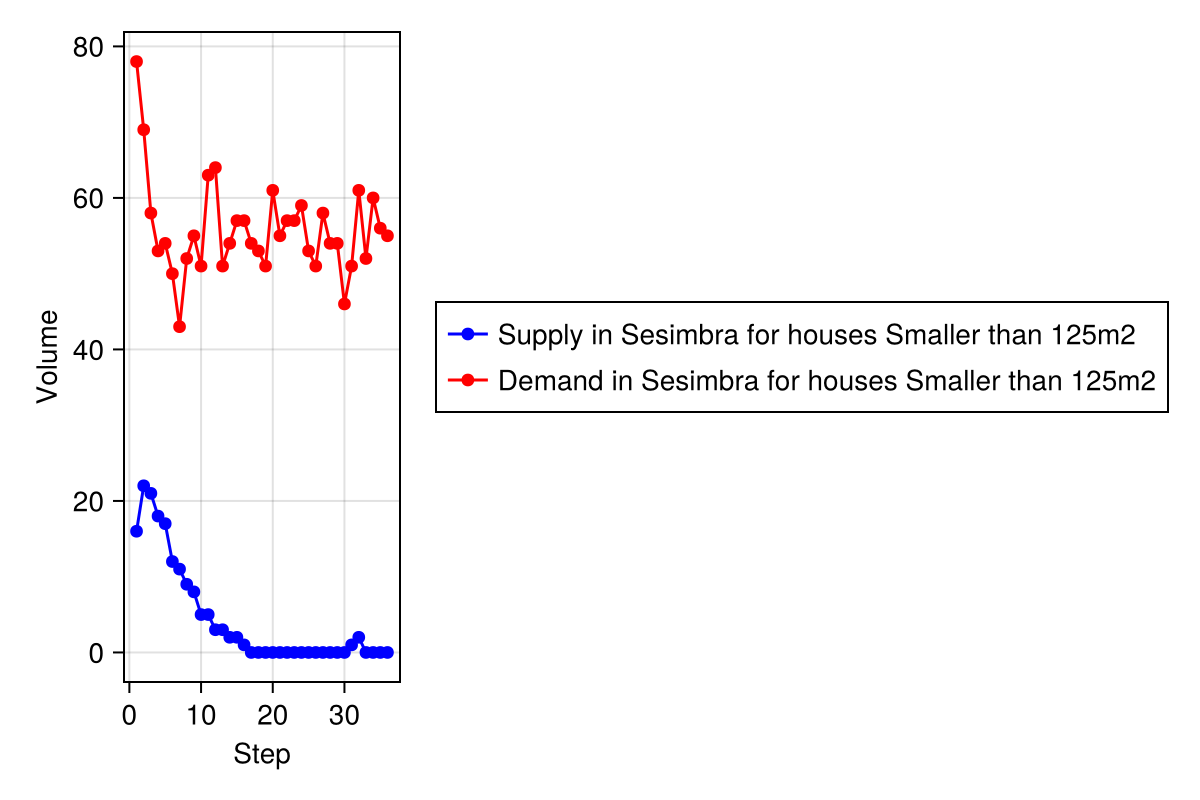 80
60
40
20
0
Volume
0 10 20 30
Step
Supply in Sesimbra for houses Smaller than 125m2
Demand in Sesimbra for houses Smaller than 125m2